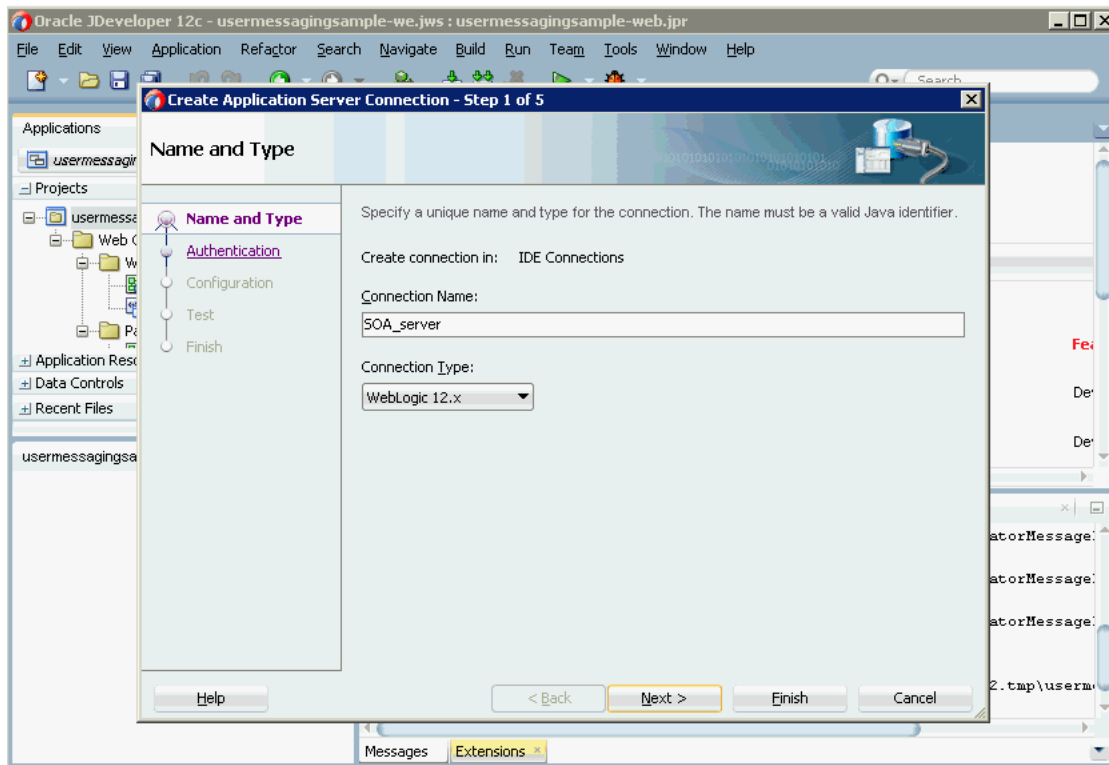 Oracle JDeveloper 12c - usermessagingsample-we.jws : usermessagingsample-web.jpr
File Edit View Application Refactor Search Navigate Build Run Team Tools Window Help
Search
Create Application Server Connection - Step 1 of 5
Applications
usermessagin
Projects
usermessa
Web C
W
Pa
Application Reso
Data Controls
Recent Files
usermessagingsa
Name and Type
Name and Type
Authentication
Configuration
Test
Finish
Specify a unique name and type for the connection. The name must be a valid Java identifier.
Create connection in: IDE Connections
Connection Name:
SOA_server
Connection Type:
WebLogic 12.x
Help < Back Next > Finish Cancel
Fea
De
De
atorMessage
atorMessage
atorMessage
2.tmp\userm
Messages Extensions